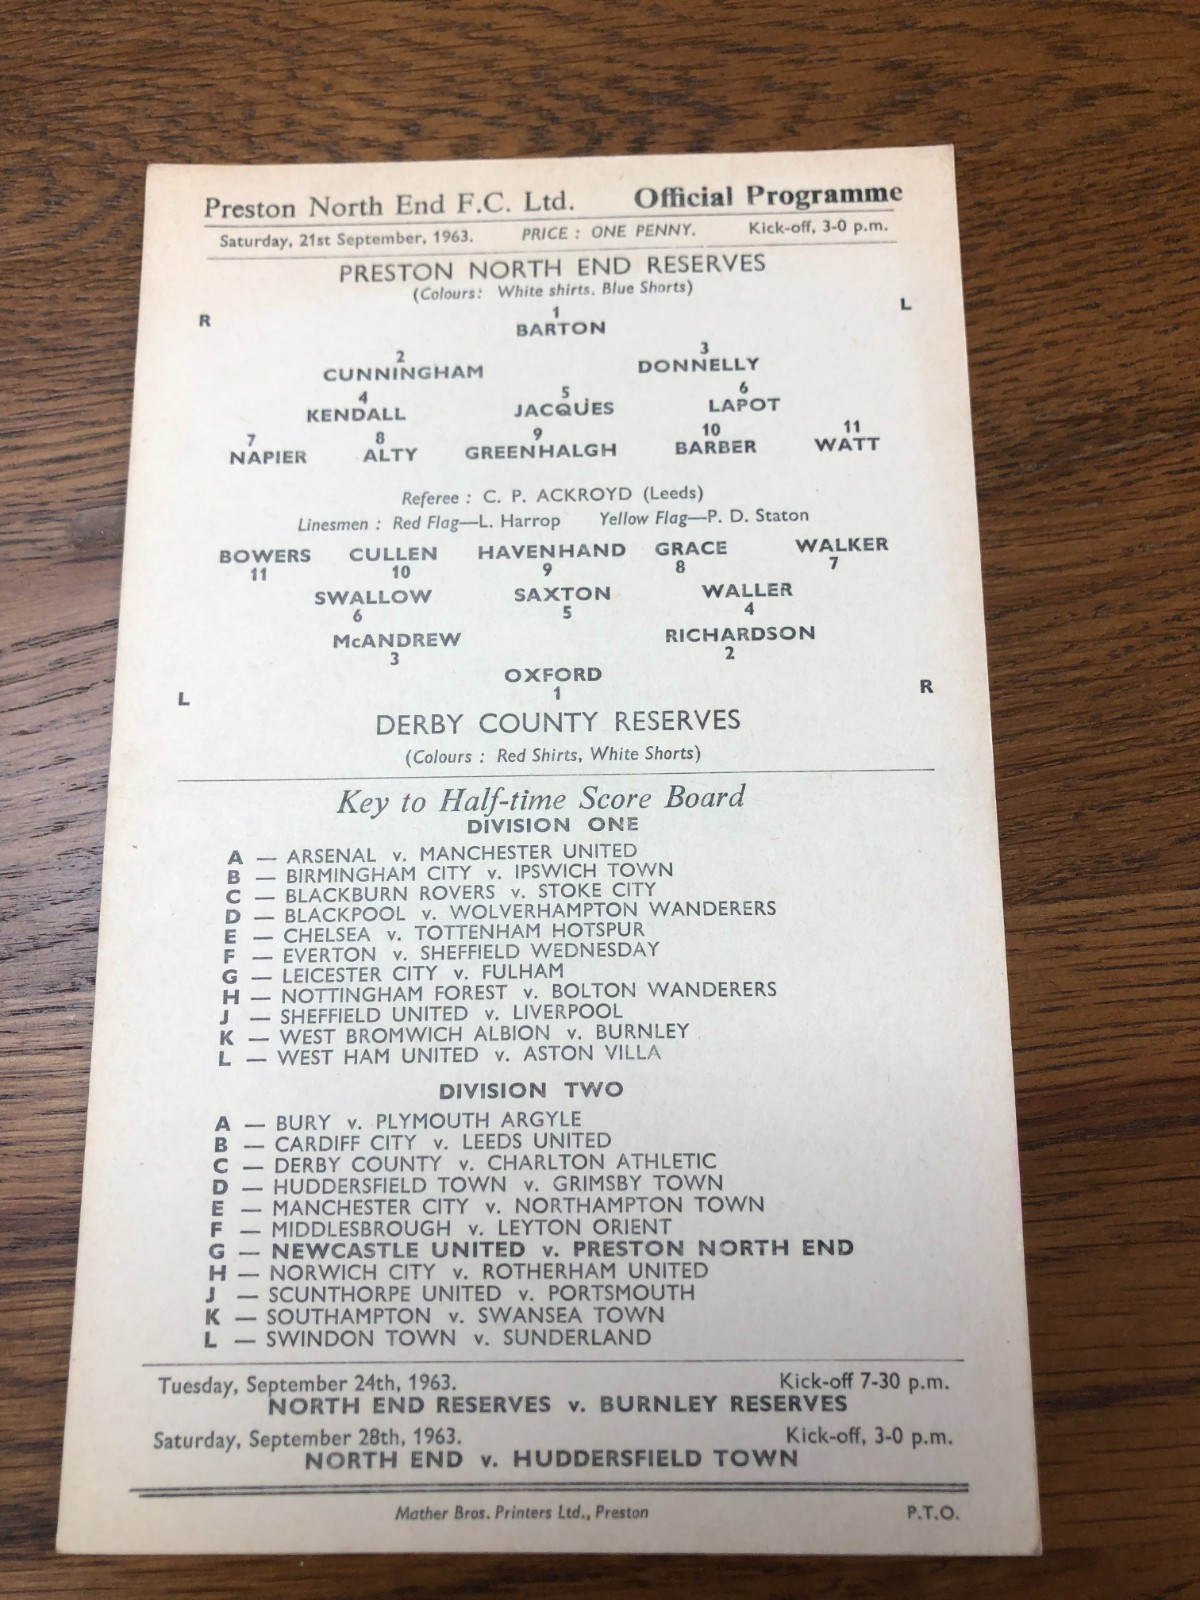 Preston North End F.C. Ltd. Official Programme
Saturday, 21st September, 1963. PRICE : ONE PENNY. Kick-off, 3-0 p.m.
PRESTON NORTH END RESERVES
(Colours: White shirts, Blue Shorts)
R L
1
BARTON
2 3
CUNNINGHAM DONNELLY
4 5 6
KENDALL JACQUES LAPOT
7 8 9 10 11
NAPIER ALTY GREENHALGH BARBER WATT
Referee : C. P. ACKROYD (Leeds)
Linesmen : Red Flag—L. Harrop Yellow Flag—P. D. Staton
BOWERS CULLEN HAVENHAND GRACE WALKER
11 10 9 8 7
SWALLOW SAXTON WALLER
6 5 4
McANDREW RICHARDSON
3 2
OXFORD
1
L R
DERBY COUNTY RESERVES
(Colours : Red Shirts, White Shorts)
Key to Half-time Score Board
DIVISION ONE
A — ARSENAL v. MANCHESTER UNITED
B — BIRMINGHAM CITY v. IPSWICH TOWN
C — BLACKBURN ROVERS v. STOKE CITY
D — BLACKPOOL v. WOLVERHAMPTON WANDERERS
E — CHELSEA v. TOTTENHAM HOTSPUR
F — EVERTON v. SHEFFIELD WEDNESDAY
G — LEICESTER CITY v. FULHAM
H — NOTTINGHAM FOREST v. BOLTON WANDERERS
J — SHEFFIELD UNITED v. LIVERPOOL
K — WEST BROMWICH ALBION v. BURNLEY
L — WEST HAM UNITED v. ASTON VILLA
DIVISION TWO
A — BURY v. PLYMOUTH ARGYLE
B — CARDIFF CITY v. LEEDS UNITED
C — DERBY COUNTY v. CHARLTON ATHLETIC
D — HUDDERSFIELD TOWN v. GRIMSBY TOWN
E — MANCHESTER CITY v. NORTHAMPTON TOWN
F — MIDDLESBROUGH v. LEYTON ORIENT
G — NEWCASTLE UNITED v. PRESTON NORTH END
H — NORWICH CITY v. ROTHERHAM UNITED
J — SCUNTHORPE UNITED v. PORTSMOUTH
K — SOUTHAMPTON v. SWANSEA TOWN
L — SWINDON TOWN v. SUNDERLAND
Tuesday, September 24th, 1963. Kick-off 7-30 p.m.
NORTH END RESERVES v. BURNLEY RESERVES
Saturday, September 28th, 1963. Kick-off, 3-0 p.m.
NORTH END v. HUDDERSFIELD TOWN
Mather Bros. Printers Ltd., Preston P.T.O.